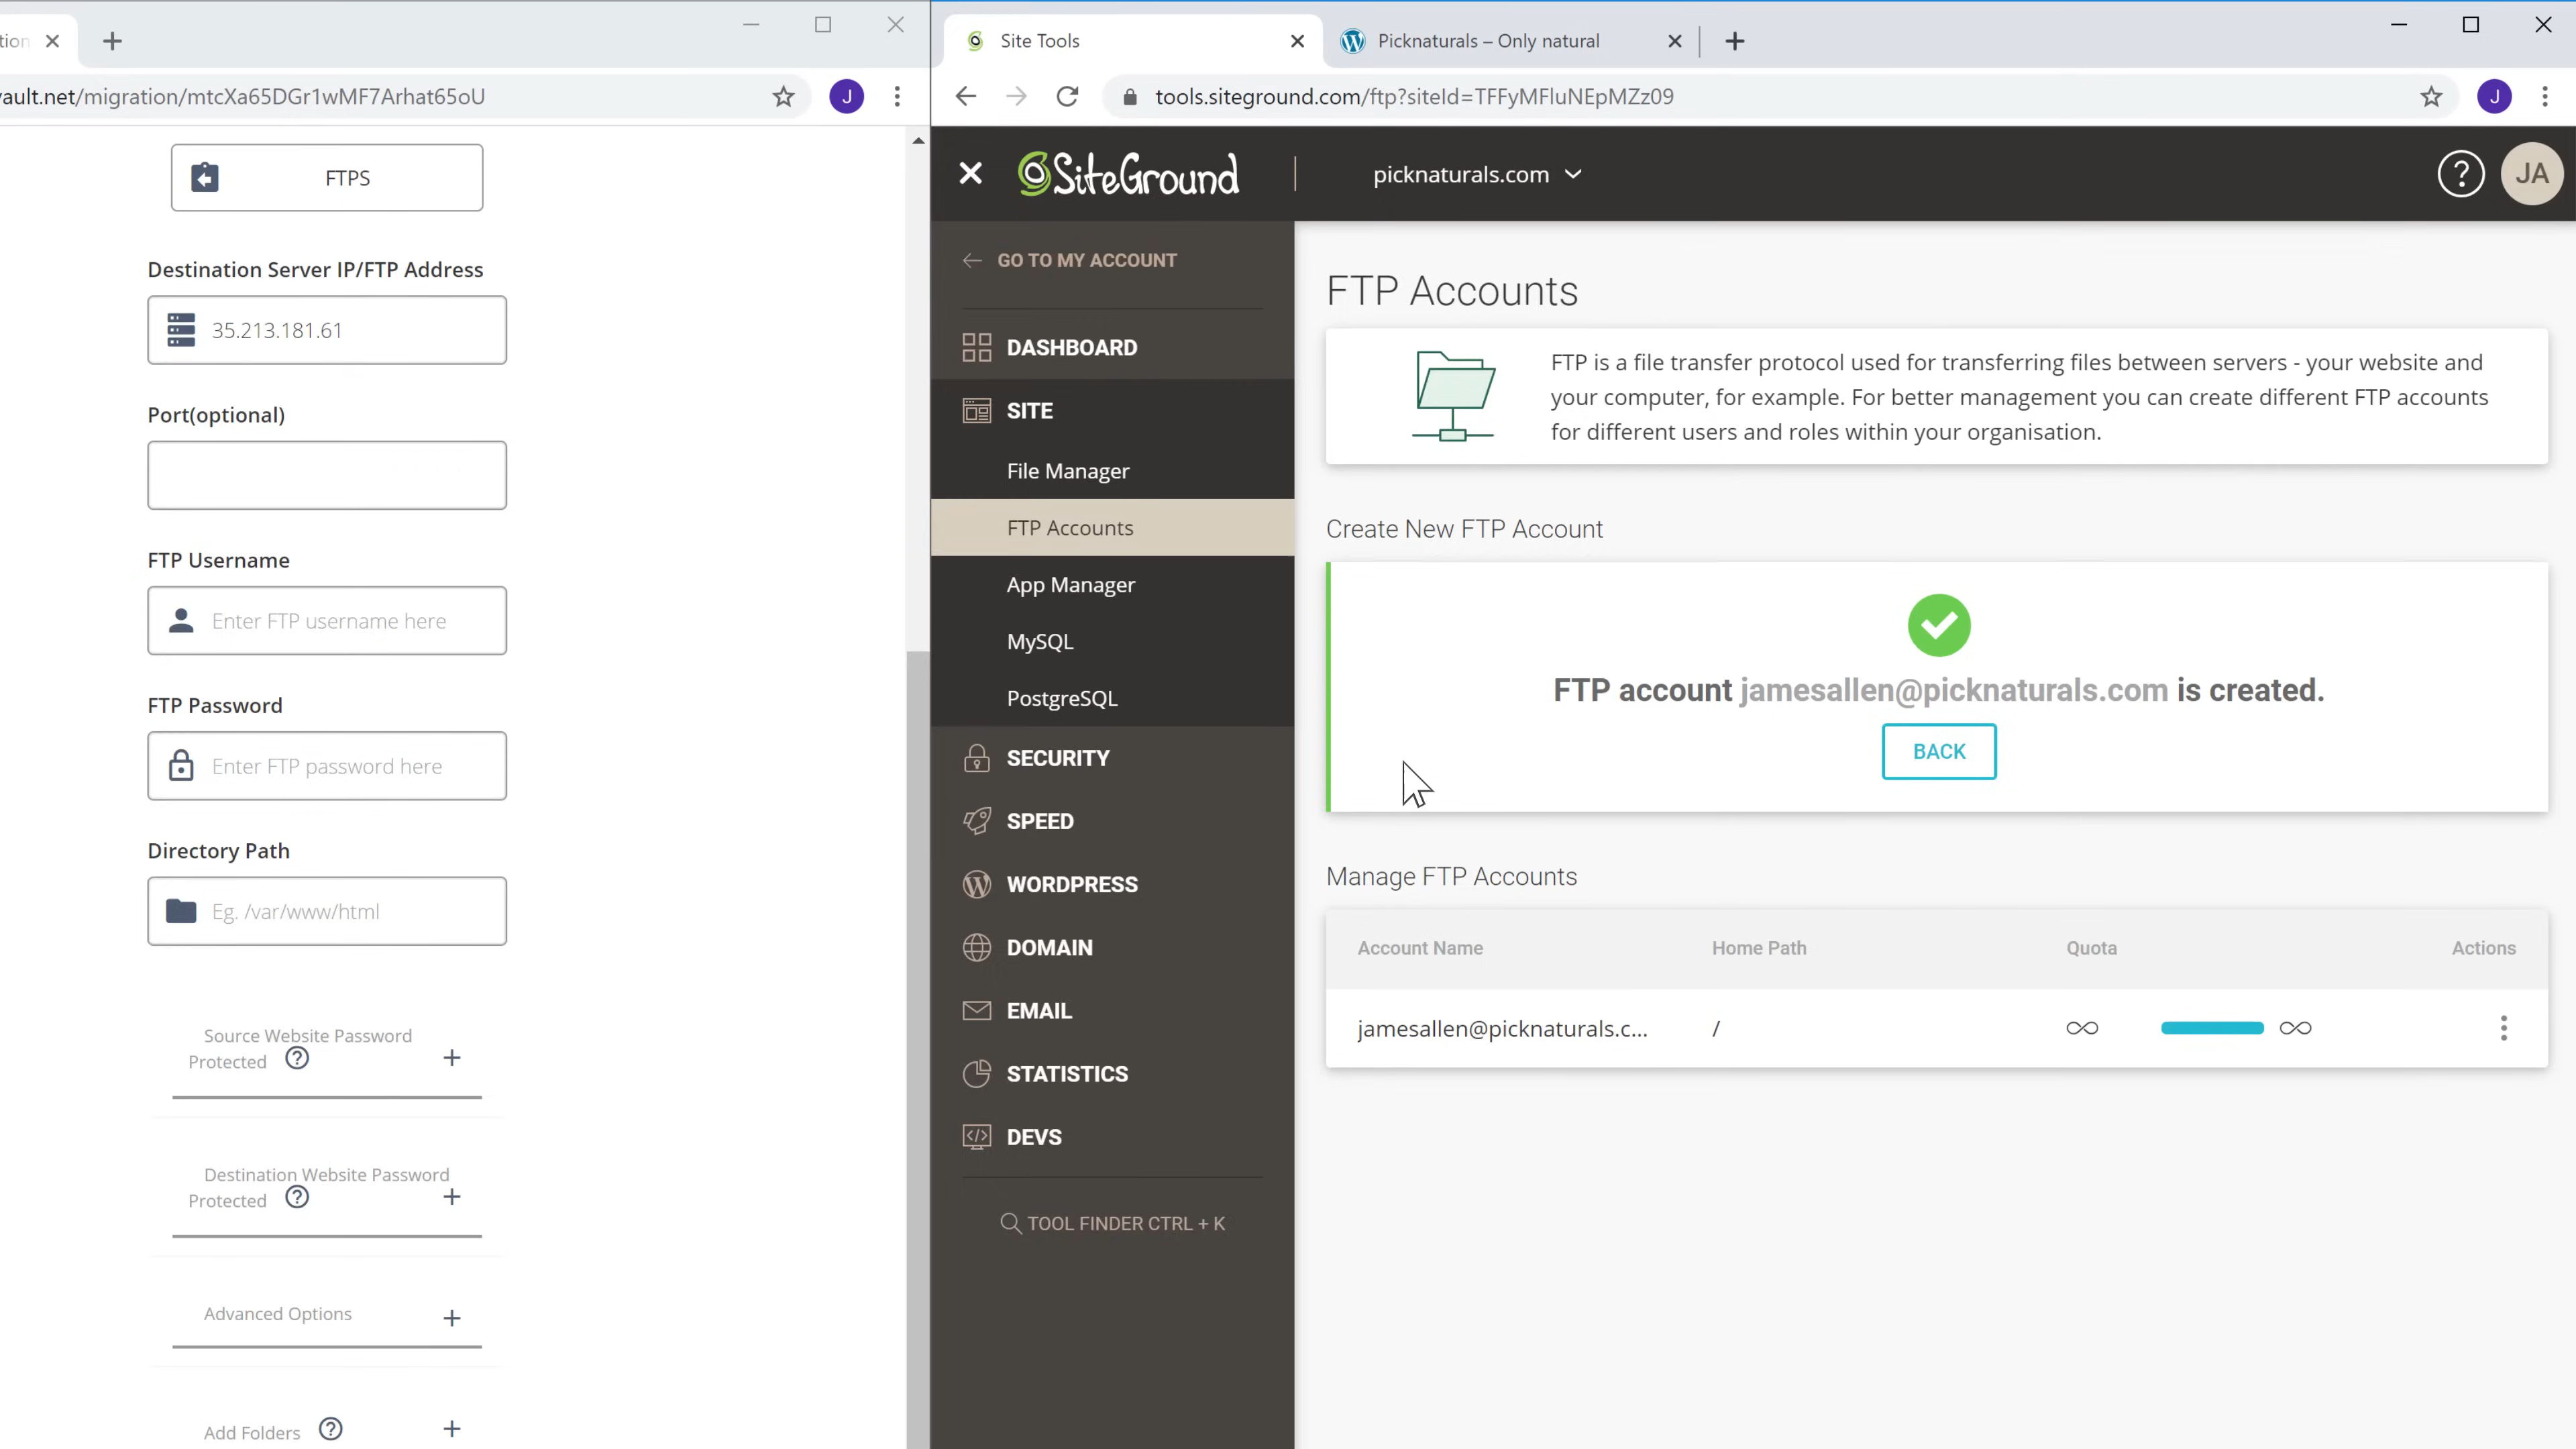 tion
vault.net/migration/mtcXa65DGr1wMF7Arhat65oU
J
FTPS
Destination Server IP/FTP Address
35.213.181.61
Port(optional)
FTP Username
Enter FTP username here
FTP Password
Enter FTP password here
Directory Path
Eg. /var/www/html
Source Website Password
Protected ?
Destination Website Password
Protected ?
Advanced Options
Add Folders ?
Site Tools
Picknaturals – Only natural
tools.siteground.com/ftp?siteId=TFFyMFluNEpMZz09
J
SiteGround
picknaturals.com
?
JA
GO TO MY ACCOUNT
DASHBOARD
SITE
File Manager
FTP Accounts
App Manager
MySQL
PostgreSQL
SECURITY
SPEED
WORDPRESS
DOMAIN
EMAIL
STATISTICS
DEVS
TOOL FINDER CTRL + K
FTP Accounts
FTP is a file transfer protocol used for transferring files between servers - your website and
your computer, for example. For better management you can create different FTP accounts
for different users and roles within your organisation.
Create New FTP Account
FTP account jamesallen@picknaturals.com is created.
BACK
Manage FTP Accounts
Account Name Home Path Quota Actions
jamesallen@picknaturals.c... / ∞ ∞